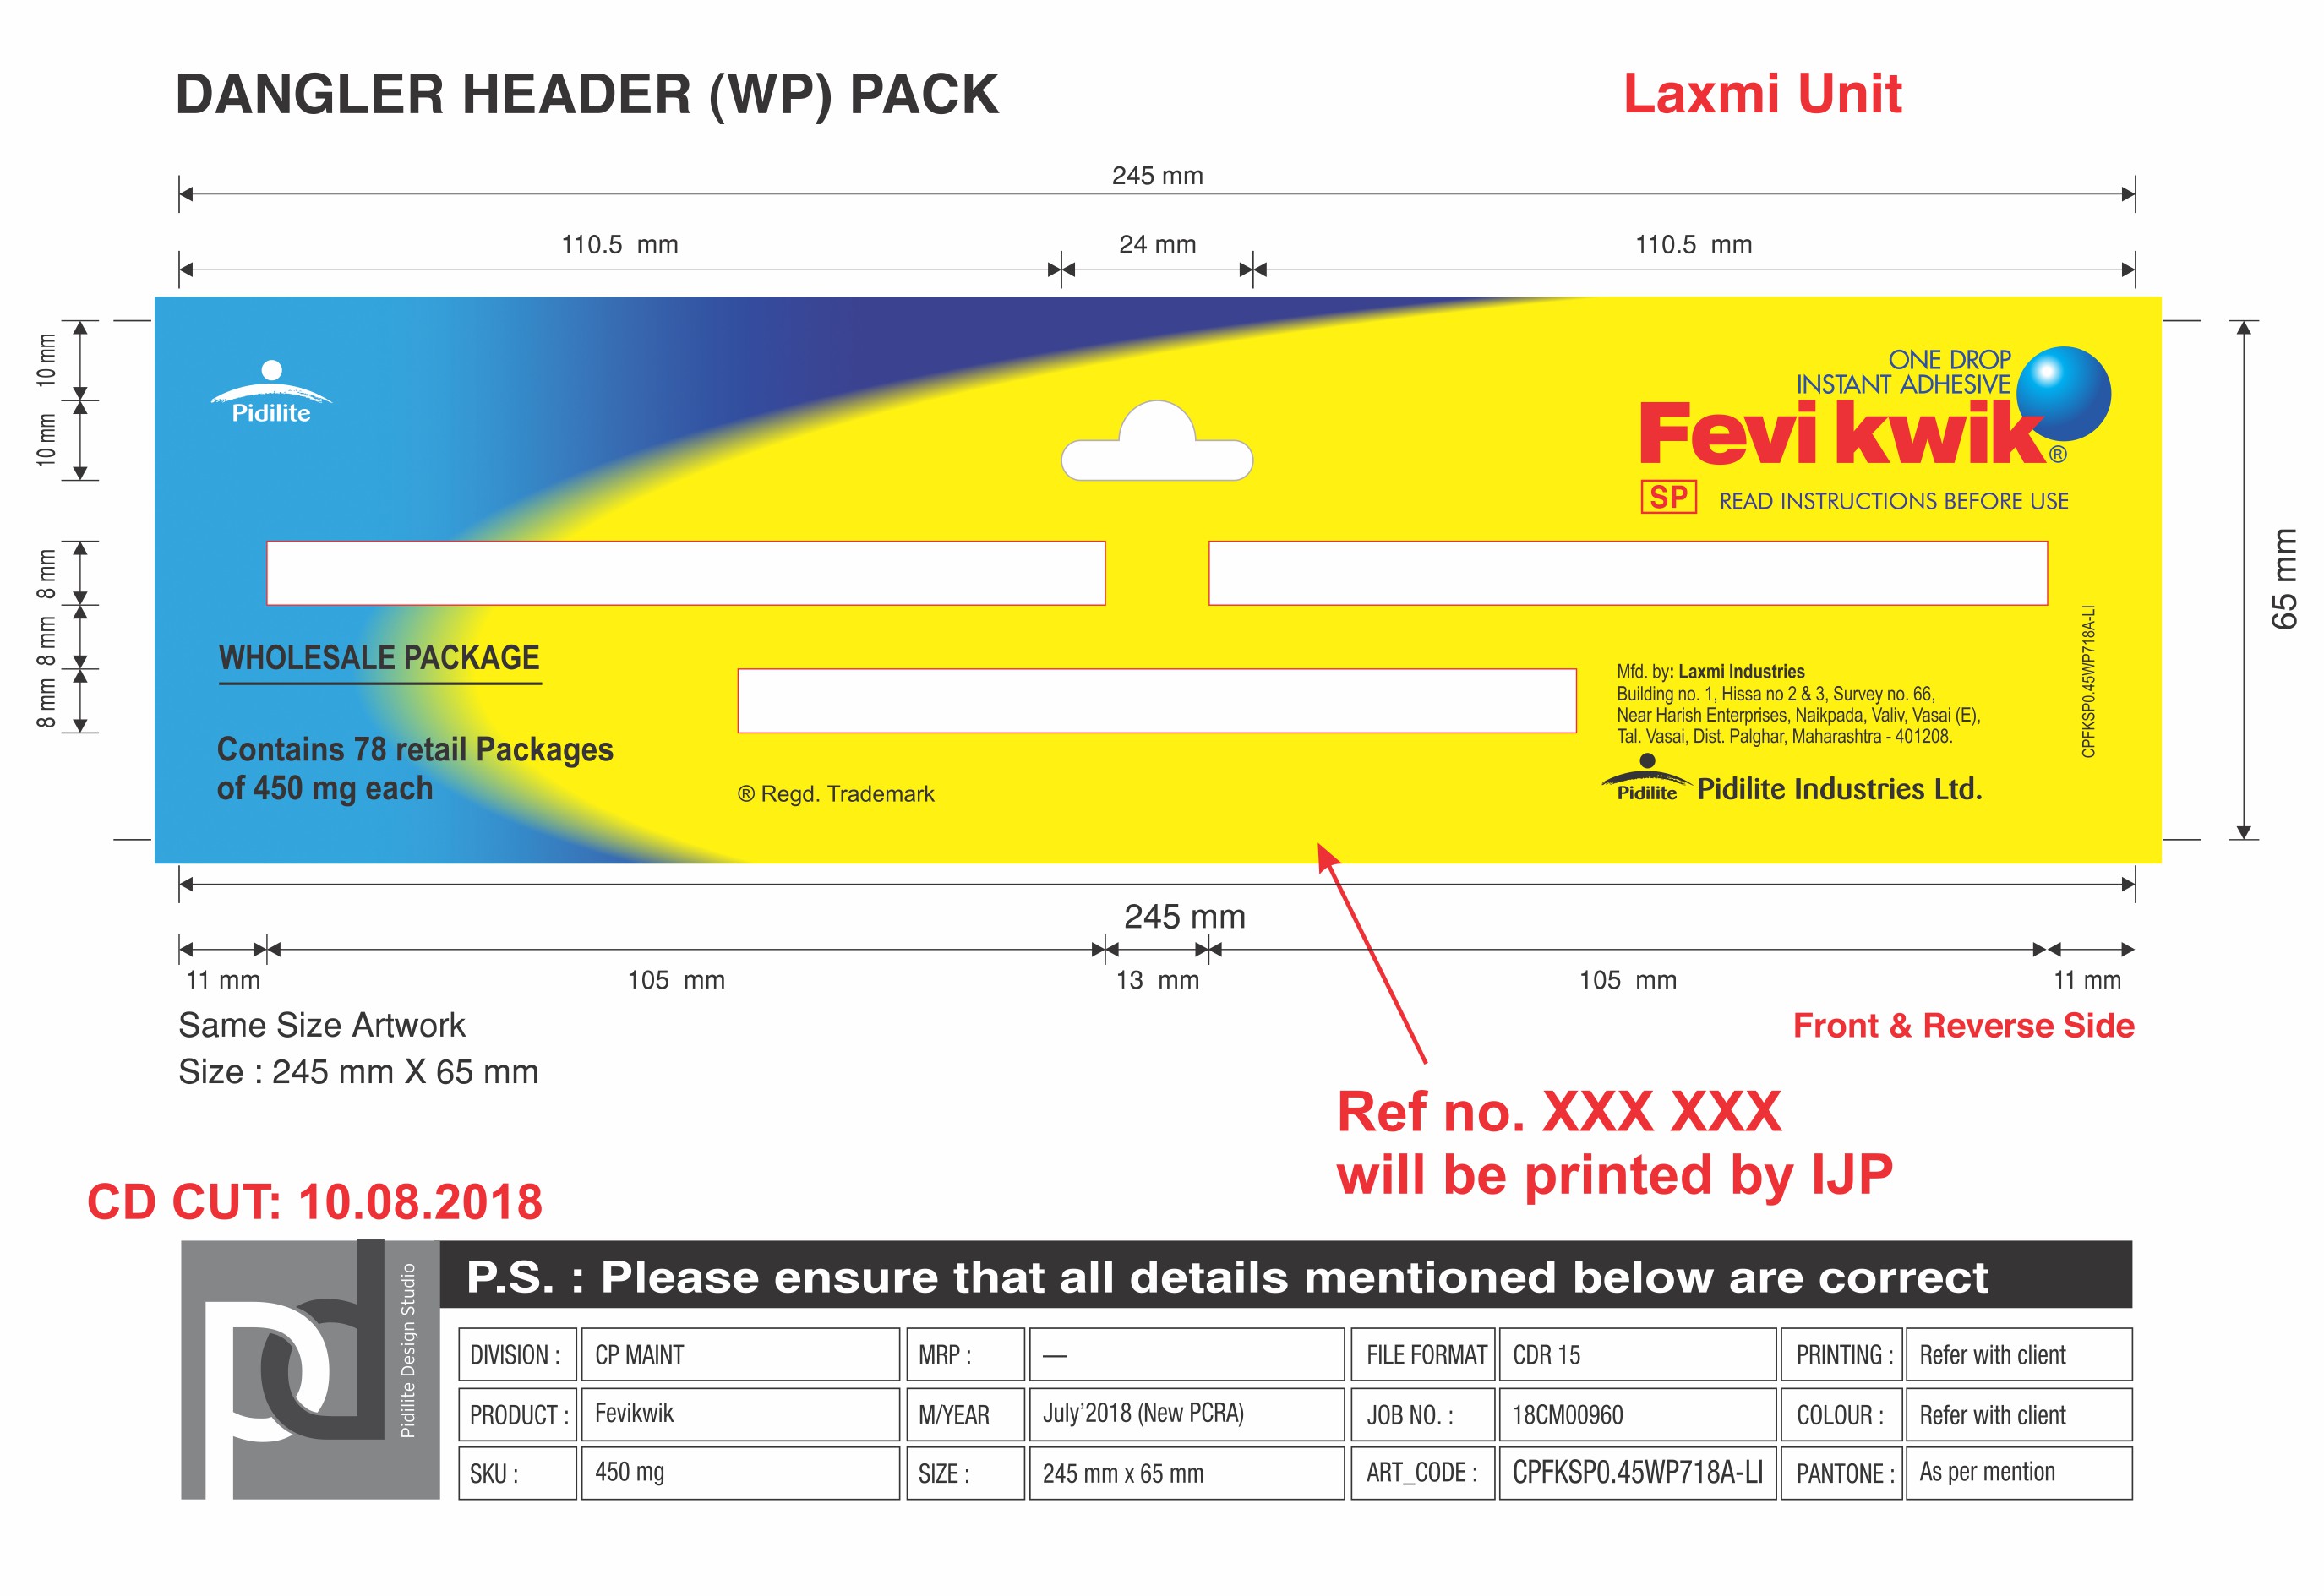 DANGLER HEADER (WP) PACK
Laxmi Unit
245 mm
110.5 mm
24 mm
110.5 mm
10 mm
10 mm
8 mm
8 mm
8 mm
65 mm
Pidilite
ONE DROP
INSTANT ADHESIVE
Fevi kwik®
SP READ INSTRUCTIONS BEFORE USE
WHOLESALE PACKAGE
Contains 78 retail Packages
of 450 mg each
® Regd. Trademark
Mfd. by: Laxmi Industries
Building no. 1, Hissa no 2 & 3, Survey no. 66,
Near Harish Enterprises, Naikpada, Valiv, Vasai (E),
Tal. Vasai, Dist. Palghar, Maharashtra - 401208.
Pidilite Pidilite Industries Ltd.
CPFKSP0.45WP718A-LI
245 mm
11 mm
105 mm
13 mm
105 mm
11 mm
Same Size Artwork
Size : 245 mm X 65 mm
Front & Reverse Side
Ref no. XXX XXX
will be printed by IJP
CD CUT: 10.08.2018
pd
Pidilite Design Studio
P.S. : Please ensure that all details mentioned below are correct
DIVISION : CP MAINT MRP : — FILE FORMAT CDR 15 PRINTING : Refer with client
PRODUCT : Fevikwik M/YEAR July'2018 (New PCRA) JOB NO. : 18CM00960 COLOUR : Refer with client
SKU : 450 mg SIZE : 245 mm x 65 mm ART_CODE : CPFKSP0.45WP718A-LI PANTONE : As per mention